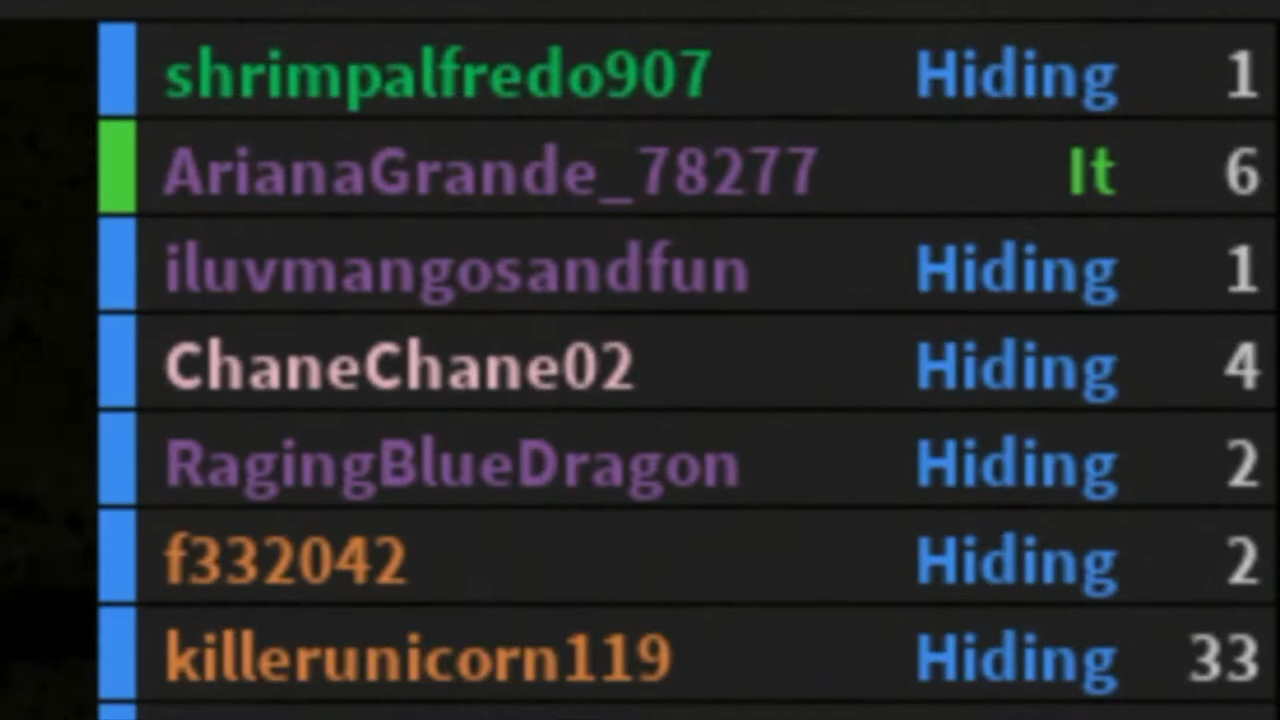 shrimpalfredo907 Hiding 1
ArianaGrande_78277 It 6
iluvmangosandfun Hiding 1
ChaneChane02 Hiding 4
RagingBlueDragon Hiding 2
f332042 Hiding 2
killerunicorn119 Hiding 33